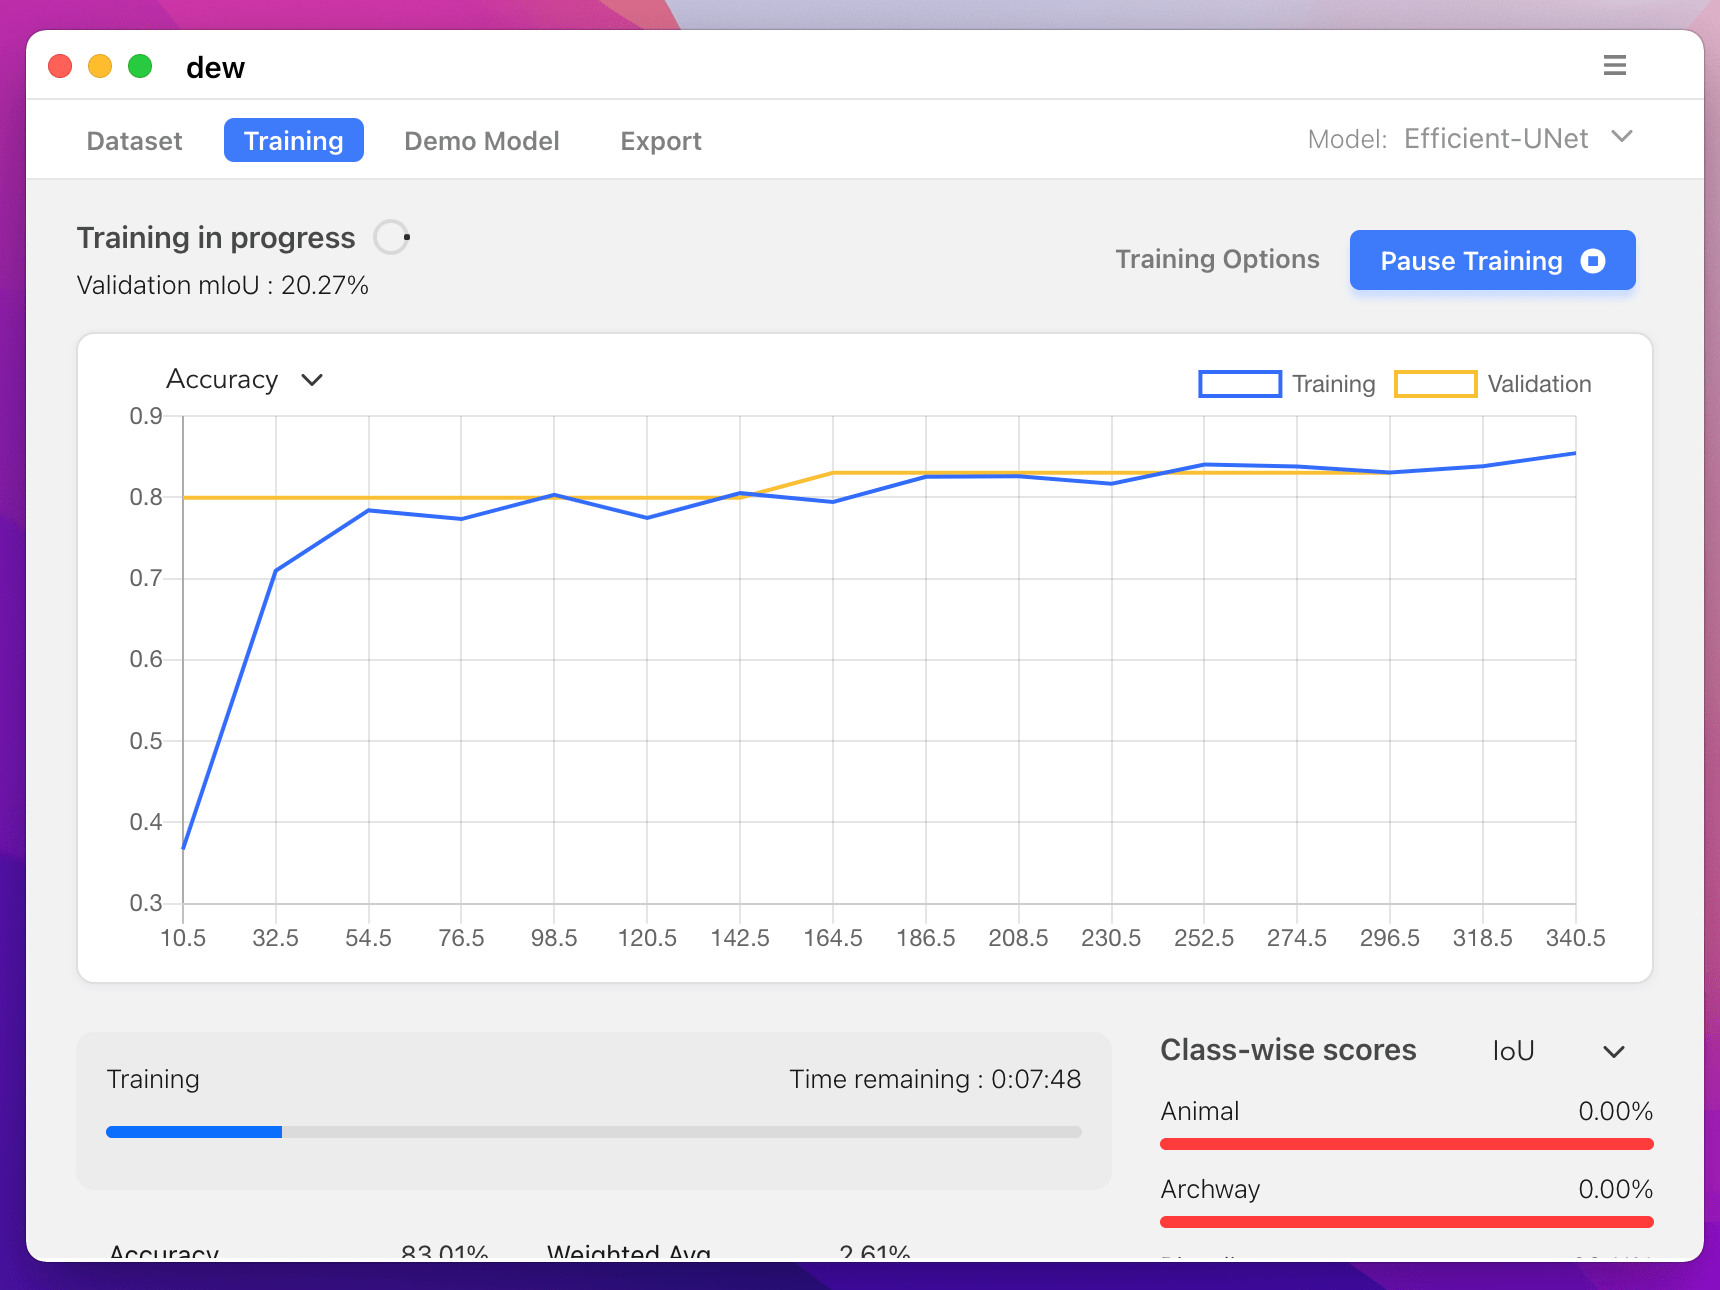 dew
Dataset Training Demo Model Export Model: Efficient-UNet
Training in progress
Validation mIoU : 20.27%
Training Options Pause Training
Accuracy
Training Validation
0.9
0.8
0.7
0.6
0.5
0.4
0.3
10.5 32.5 54.5 76.5 98.5 120.5 142.5 164.5 186.5 208.5 230.5 252.5 274.5 296.5 318.5 340.5
Training Time remaining : 0:07:48
Accuracy 83.01% Weighted Avg 2.61%
Class-wise scores IoU
Animal 0.00%
Archway 0.00%